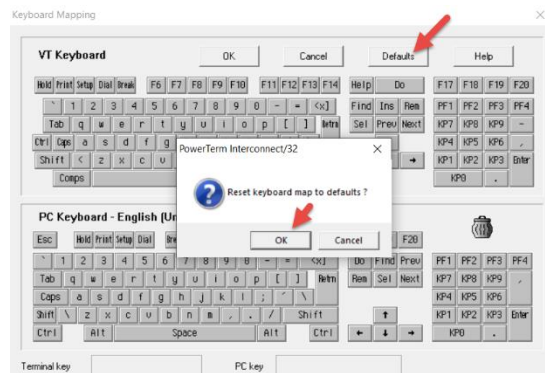 Keyboard Mapping
VT Keyboard OK Cancel Defaults Help
Hold Print Setup Dial Break F6 F7 F8 F9 F10 F11 F12 F13 F14 Help Do F17 F18 F19 F20
` 1 2 3 4 5 6 7 8 9 0 - = <x] Find Ins Rem PF1 PF2 PF3 PF4
Tab q w e r t y u i o p [ ] Retrn Sel Prev Next KP7 KP8 KP9 -
Ctrl Caps a s d f g KP4 KP5 KP6 ,
Shift < z x c v → KP1 KP2 KP3 Enter
Comps KP0 .
PowerTerm Interconnect/32
Reset keyboard map to defaults ?
OK Cancel
PC Keyboard - English (Un
Esc Hold Print Setup Dial F20
` 1 2 3 4 5 6 7 8 9 0 - = <x] Do Find Prev PF1 PF2 PF3 PF4
Tab q w e r t y u i o p [ ] Retrn Rem Sel Next KP7 KP8 KP9 ,
Caps a s d f g h j k l ; ' \ KP4 KP5 KP6
Shift \ z x c v b n m , . / Shift ↑ KP1 KP2 KP3 Enter
Ctrl Alt Space Alt Ctrl ← ↓ → KP0 .
Terminal key PC key